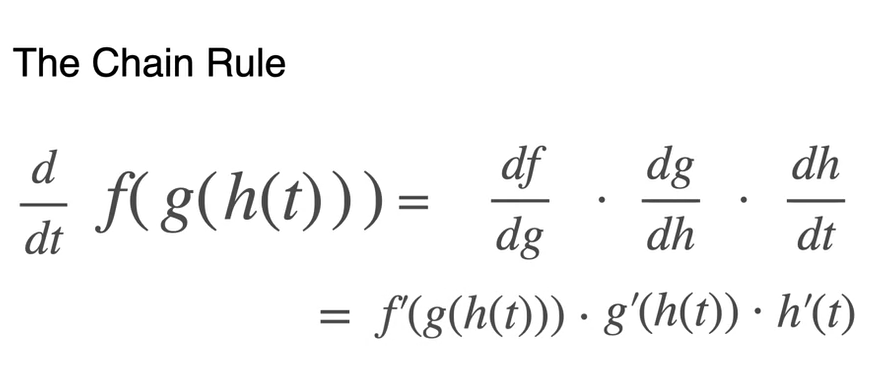 The Chain Rule
d/dt f(g(h(t))) = df/dg · dg/dh · dh/dt
= f′(g(h(t))) · g′(h(t)) · h′(t)